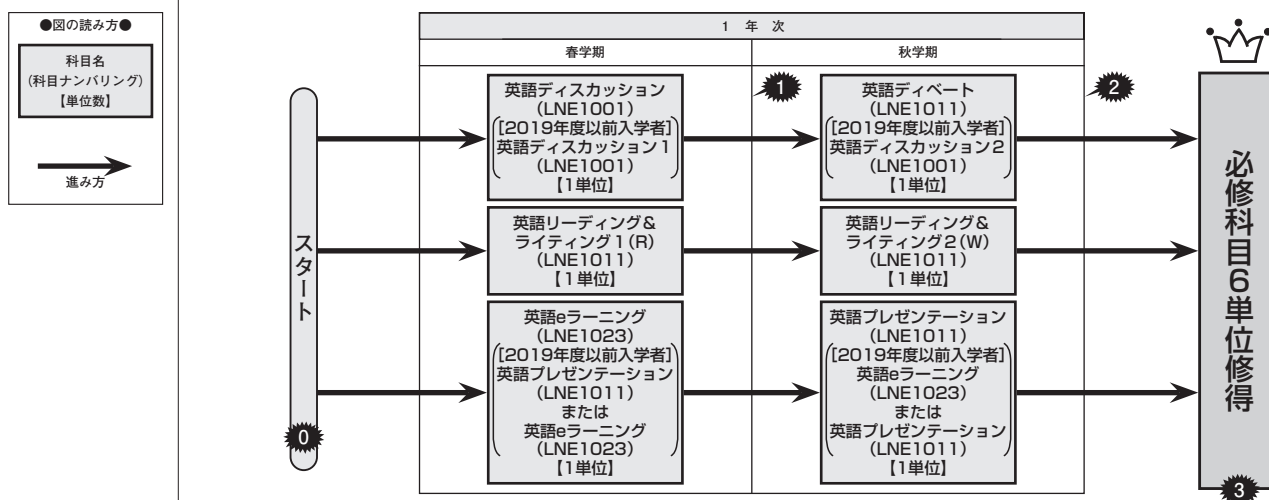 ●図の読み方●
科目名
(科目ナンバリング)
【単位数】
進み方
1 年 次
春学期
秋学期
スタート
0
英語ディスカッション
(LNE1001)
[2019年度以前入学者]
英語ディスカッション1
(LNE1001)
【1単位】
1
英語ディベート
(LNE1011)
[2019年度以前入学者]
英語ディスカッション2
(LNE1001)
【1単位】
2
英語リーディング&
ライティング1(R)
(LNE1011)
【1単位】
英語リーディング&
ライティング2(W)
(LNE1011)
【1単位】
英語eラーニング
(LNE1023)
[2019年度以前入学者]
英語プレゼンテーション
(LNE1011)
または
英語eラーニング
(LNE1023)
【1単位】
英語プレゼンテーション
(LNE1011)
[2019年度以前入学者]
英語eラーニング
(LNE1023)
または
英語プレゼンテーション
(LNE1011)
【1単位】
必修科目6単位修得
3